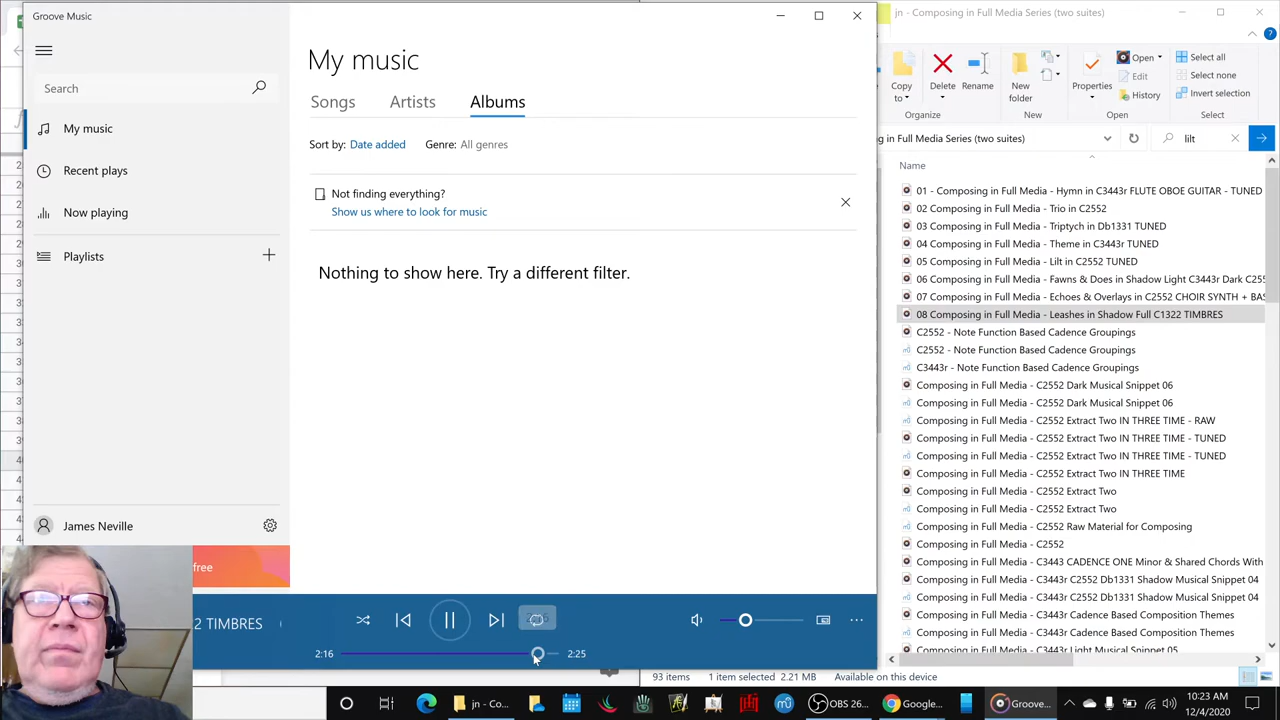 Groove Music
Search
My music
Recent plays
Now playing
Playlists
James Neville
free
My music
Songs
Artists
Albums
Sort by: Date added
Genre: All genres
Not finding everything?
Show us where to look for music
Nothing to show here. Try a different filter.
2 TIMBRES
2:16
2:25
jn - Composing in Full Media Series (two suites)
Copy to
Delete
Rename
New folder
Properties
Open
Edit
History
Select all
Select none
Invert selection
Organize
New
Open
Select
ng in Full Media Series (two suites)
lilt
Name
01 - Composing in Full Media - Hymn in C3443r FLUTE OBOE GUITAR - TUNED
02 Composing in Full Media - Trio in C2552
03 Composing in Full Media - Triptych in Db1331 TUNED
04 Composing in Full Media - Theme in C3443r TUNED
05 Composing in Full Media - Lilt in C2552 TUNED
06 Composing in Full Media - Fawns & Does in Shadow Light C3443r Dark C255
07 Composing in Full Media - Echoes & Overlays in C2552 CHOIR SYNTH + BAS
08 Composing in Full Media - Leashes in Shadow Full C1322 TIMBRES
C2552 - Note Function Based Cadence Groupings
C2552 - Note Function Based Cadence Groupings
C3443r - Note Function Based Cadence Groupings
Composing in Full Media - C2552 Dark Musical Snippet 06
Composing in Full Media - C2552 Dark Musical Snippet 06
Composing in Full Media - C2552 Extract Two IN THREE TIME - RAW
Composing in Full Media - C2552 Extract Two IN THREE TIME - TUNED
Composing in Full Media - C2552 Extract Two IN THREE TIME - TUNED
Composing in Full Media - C2552 Extract Two IN THREE TIME
Composing in Full Media - C2552 Extract Two
Composing in Full Media - C2552 Extract Two
Composing in Full Media - C2552 Raw Material for Composing
Composing in Full Media - C2552
Composing in Full Media - C3443 CADENCE ONE Minor & Shared Chords With
Composing in Full Media - C3443r C2552 Db1331 Shadow Musical Snippet 04
Composing in Full Media - C3443r C2552 Db1331 Shadow Musical Snippet 04
Composing in Full Media - C3443r Cadence Based Composition Themes
Composing in Full Media - C3443r Cadence Based Composition Themes
Composing in Full Media - C3443r Light Musical Snippet 05
93 items
1 item selected 2.21 MB
Available on this device
jn - Co...
OBS 26...
Google...
Groove...
10:23 AM
12/4/2020